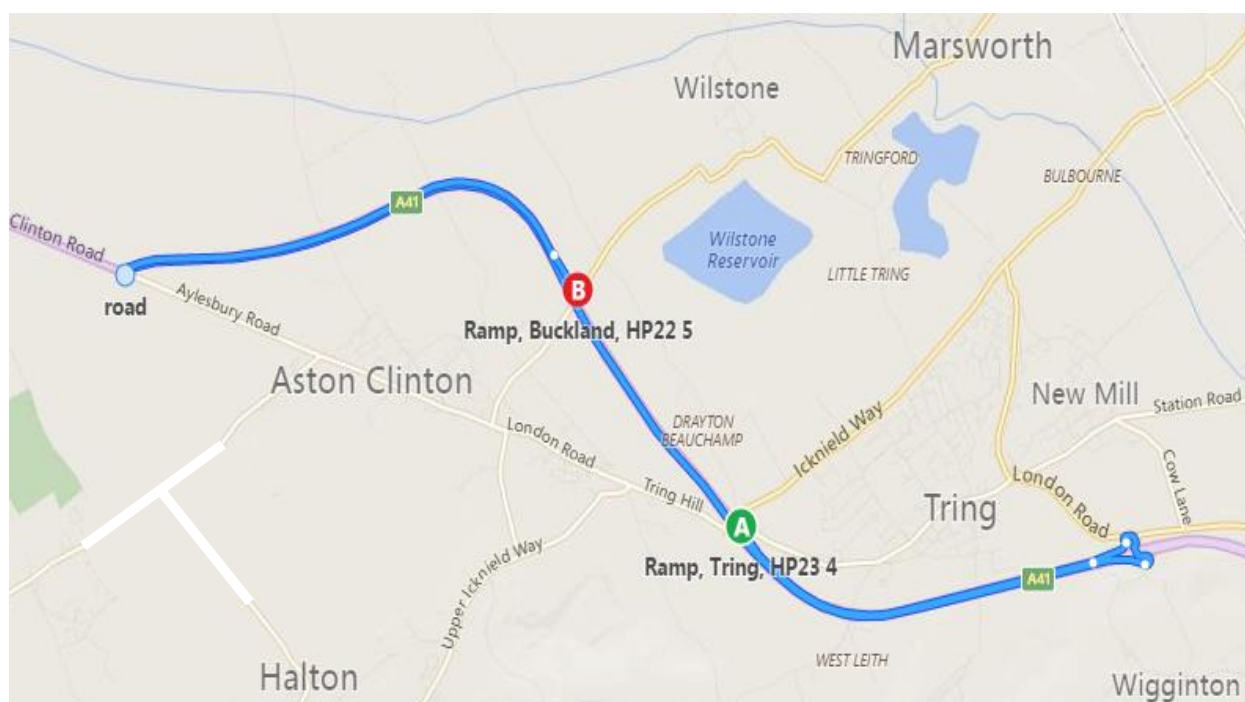 Marsworth
Wilstone
TRINGFORD
BULBOURNE
A41
Clinton Road
Wilstone
Reservoir
LITTLE TRING
road
Aylesbury Road
B
Ramp, Buckland, HP22 5
Aston Clinton
New Mill
Station Road
DRAYTON
BEAUCHAMP
Icknield Way
London Road
Cow Lane
Tring Hill
London Road
Tring
A
Ramp, Tring, HP23 4
A41
Upper Icknield Way
WEST LEITH
Halton
Wigginton